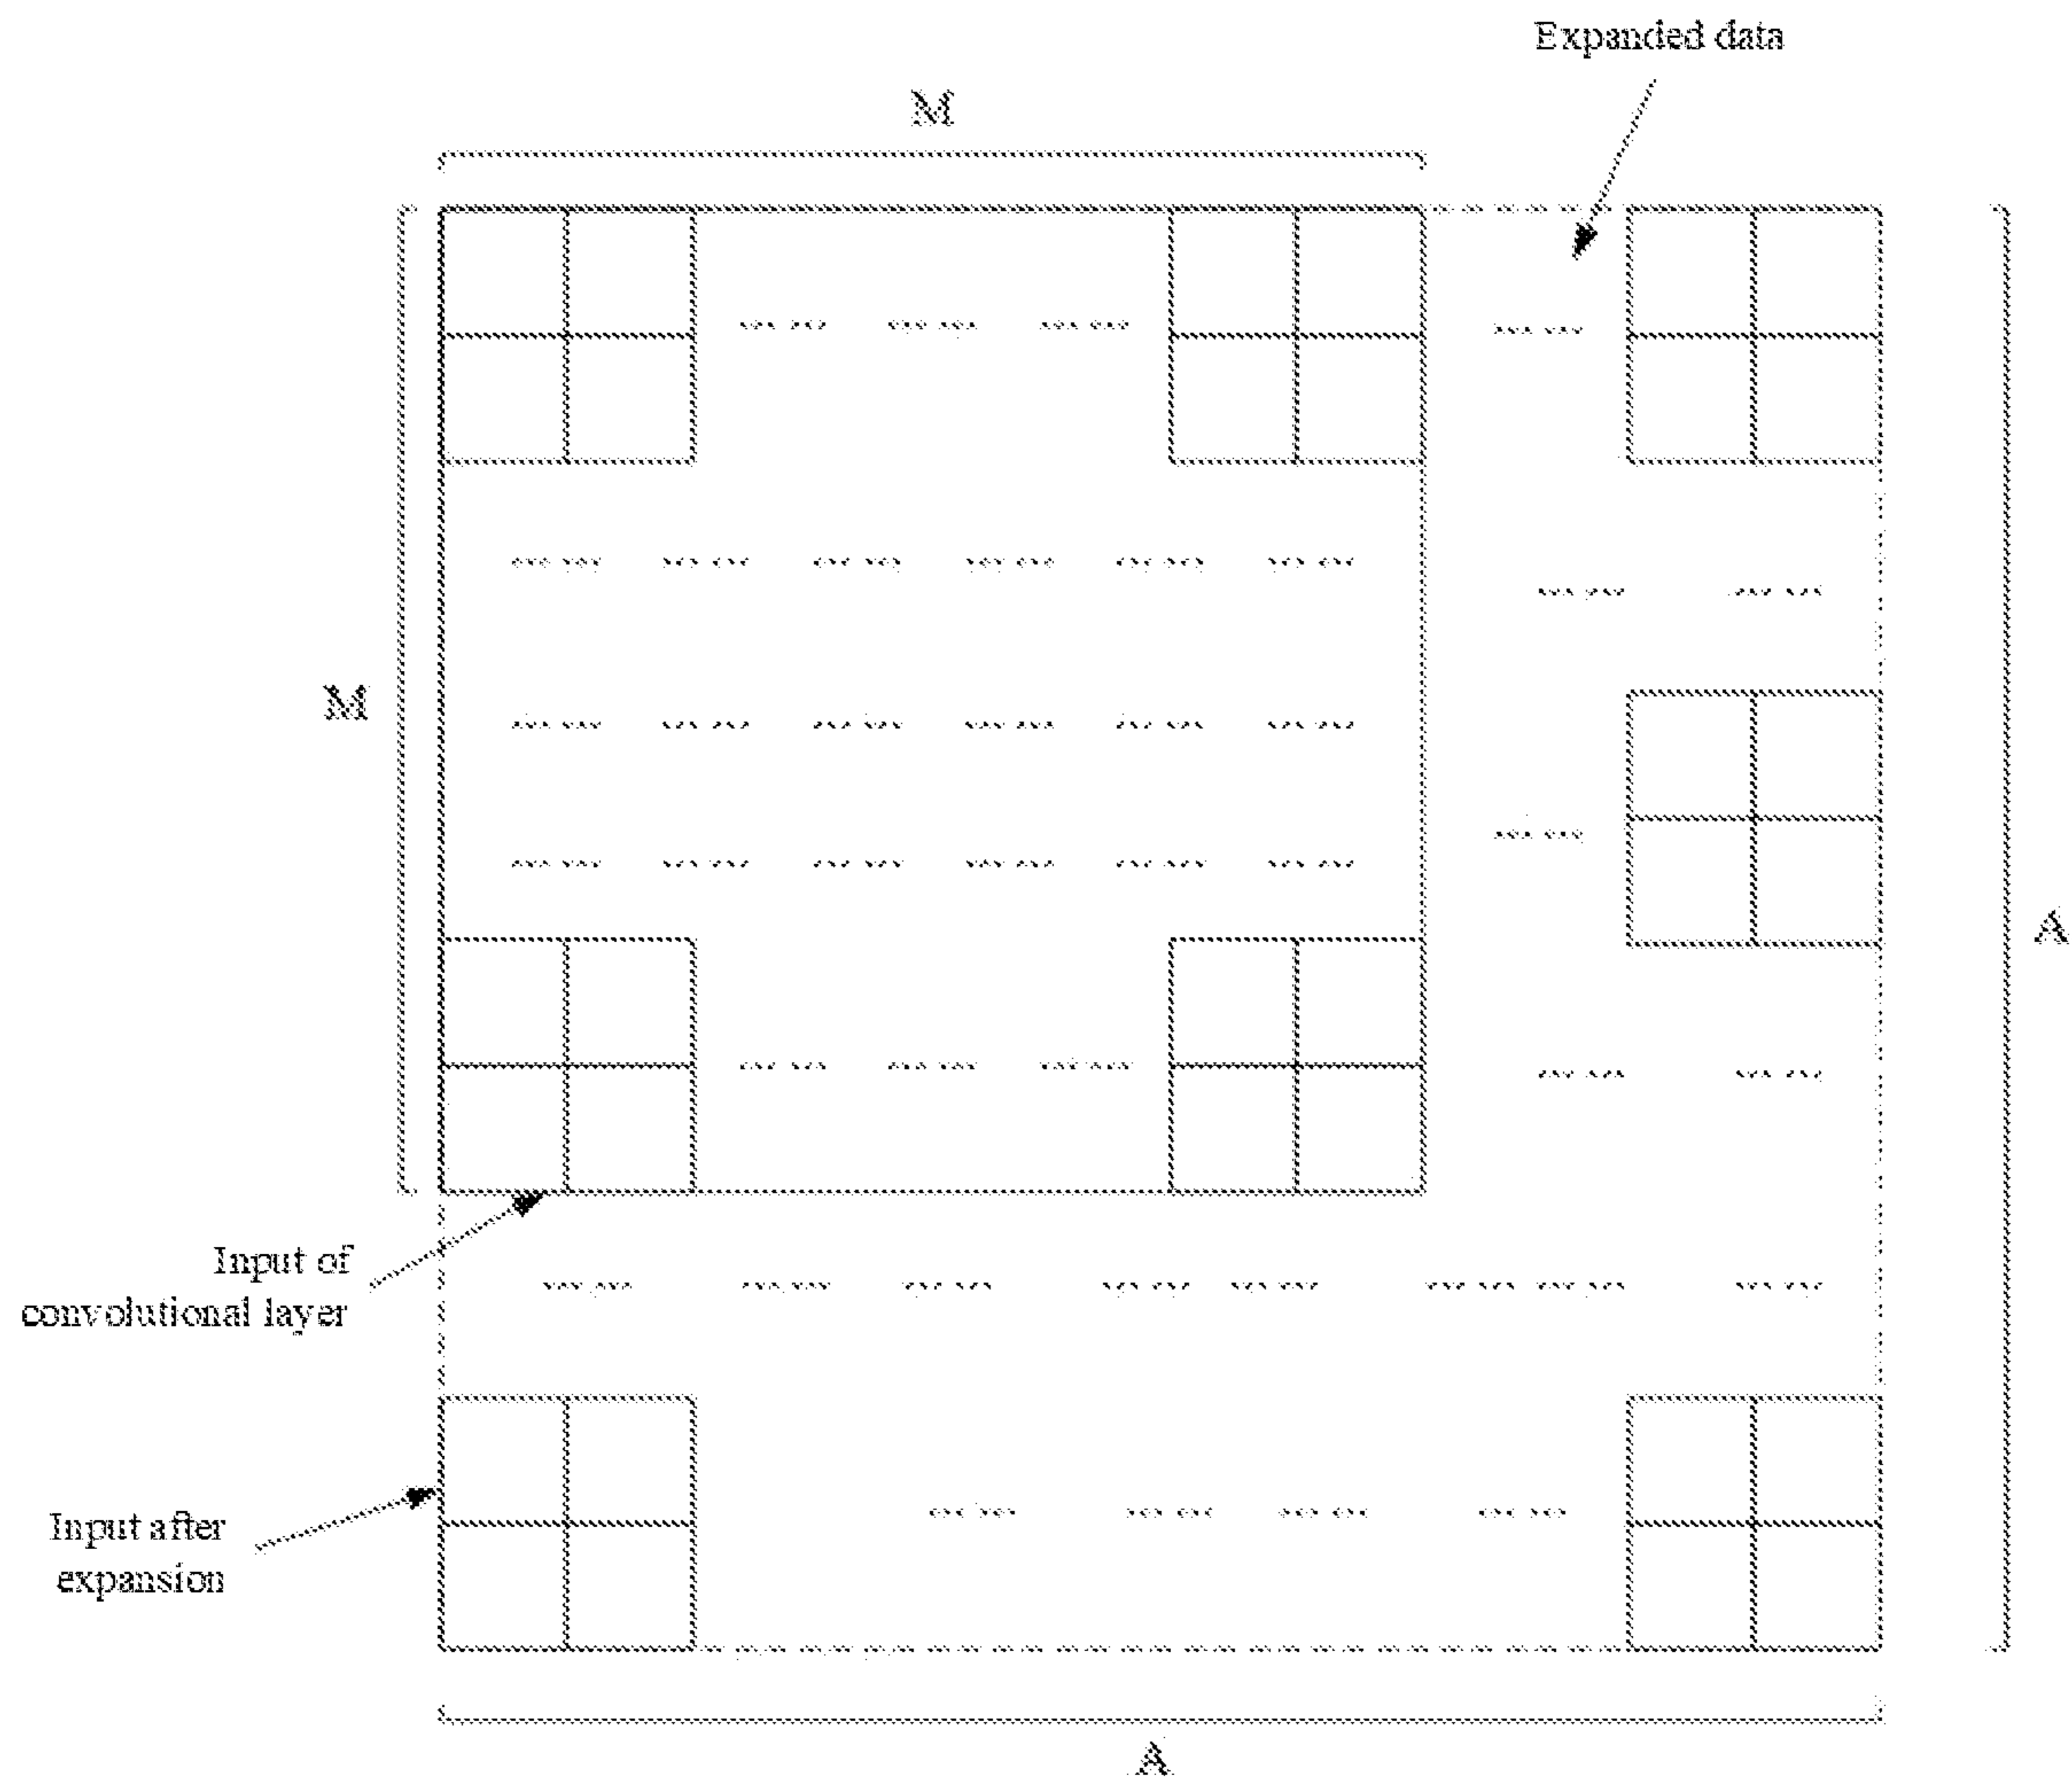 Expanded data
M
M
A
Input of
convolutional layer
Input after
expansion
A